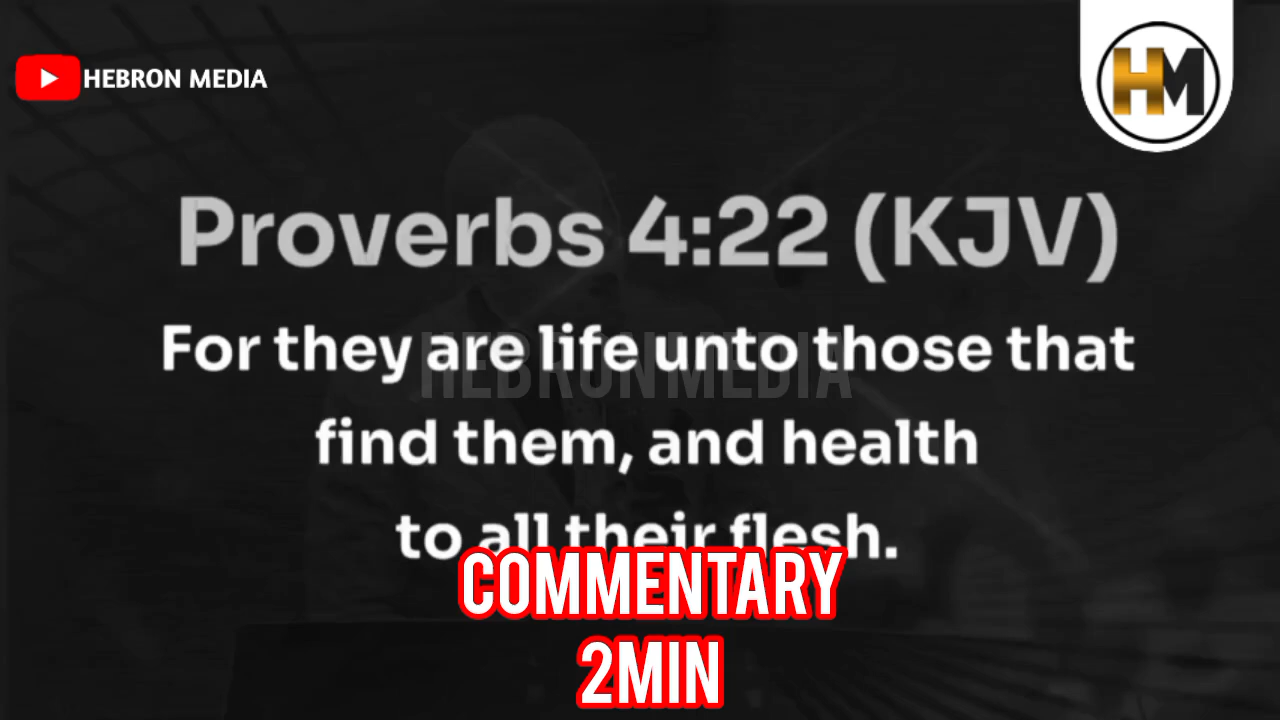 HEBRON MEDIA
HM
Proverbs 4:22 (KJV)
For they are life unto those that
HEBRON MEDIA
find them, and health
to all their flesh.
COMMENTARY
2MIN